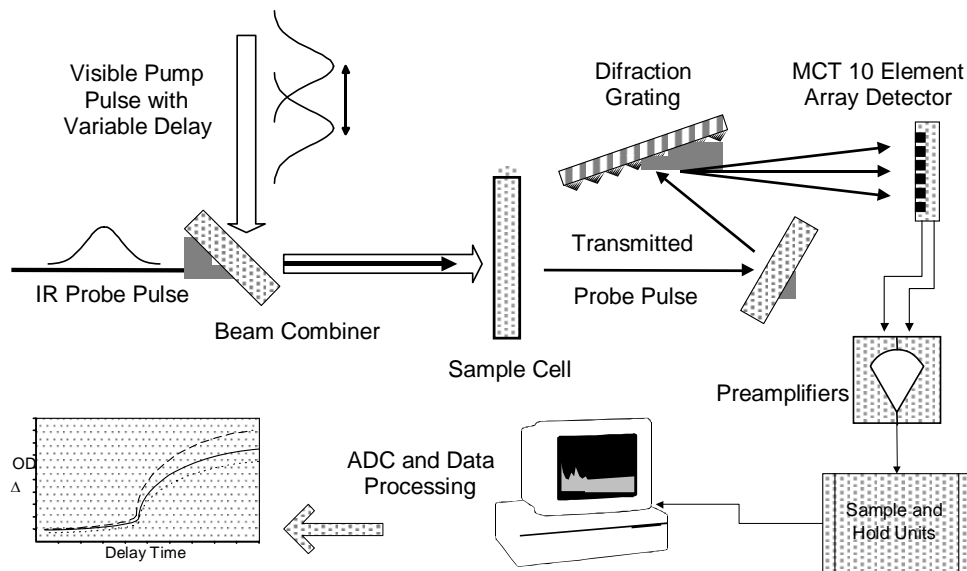 Visible Pump
Pulse with
Variable Delay
Difraction
Grating
MCT 10 Element
Array Detector
IR Probe Pulse
Beam Combiner
Transmitted
Probe Pulse
Sample Cell
Preamplifiers
Sample and
Hold Units
ADC and Data
Processing
OD
Δ
Delay Time